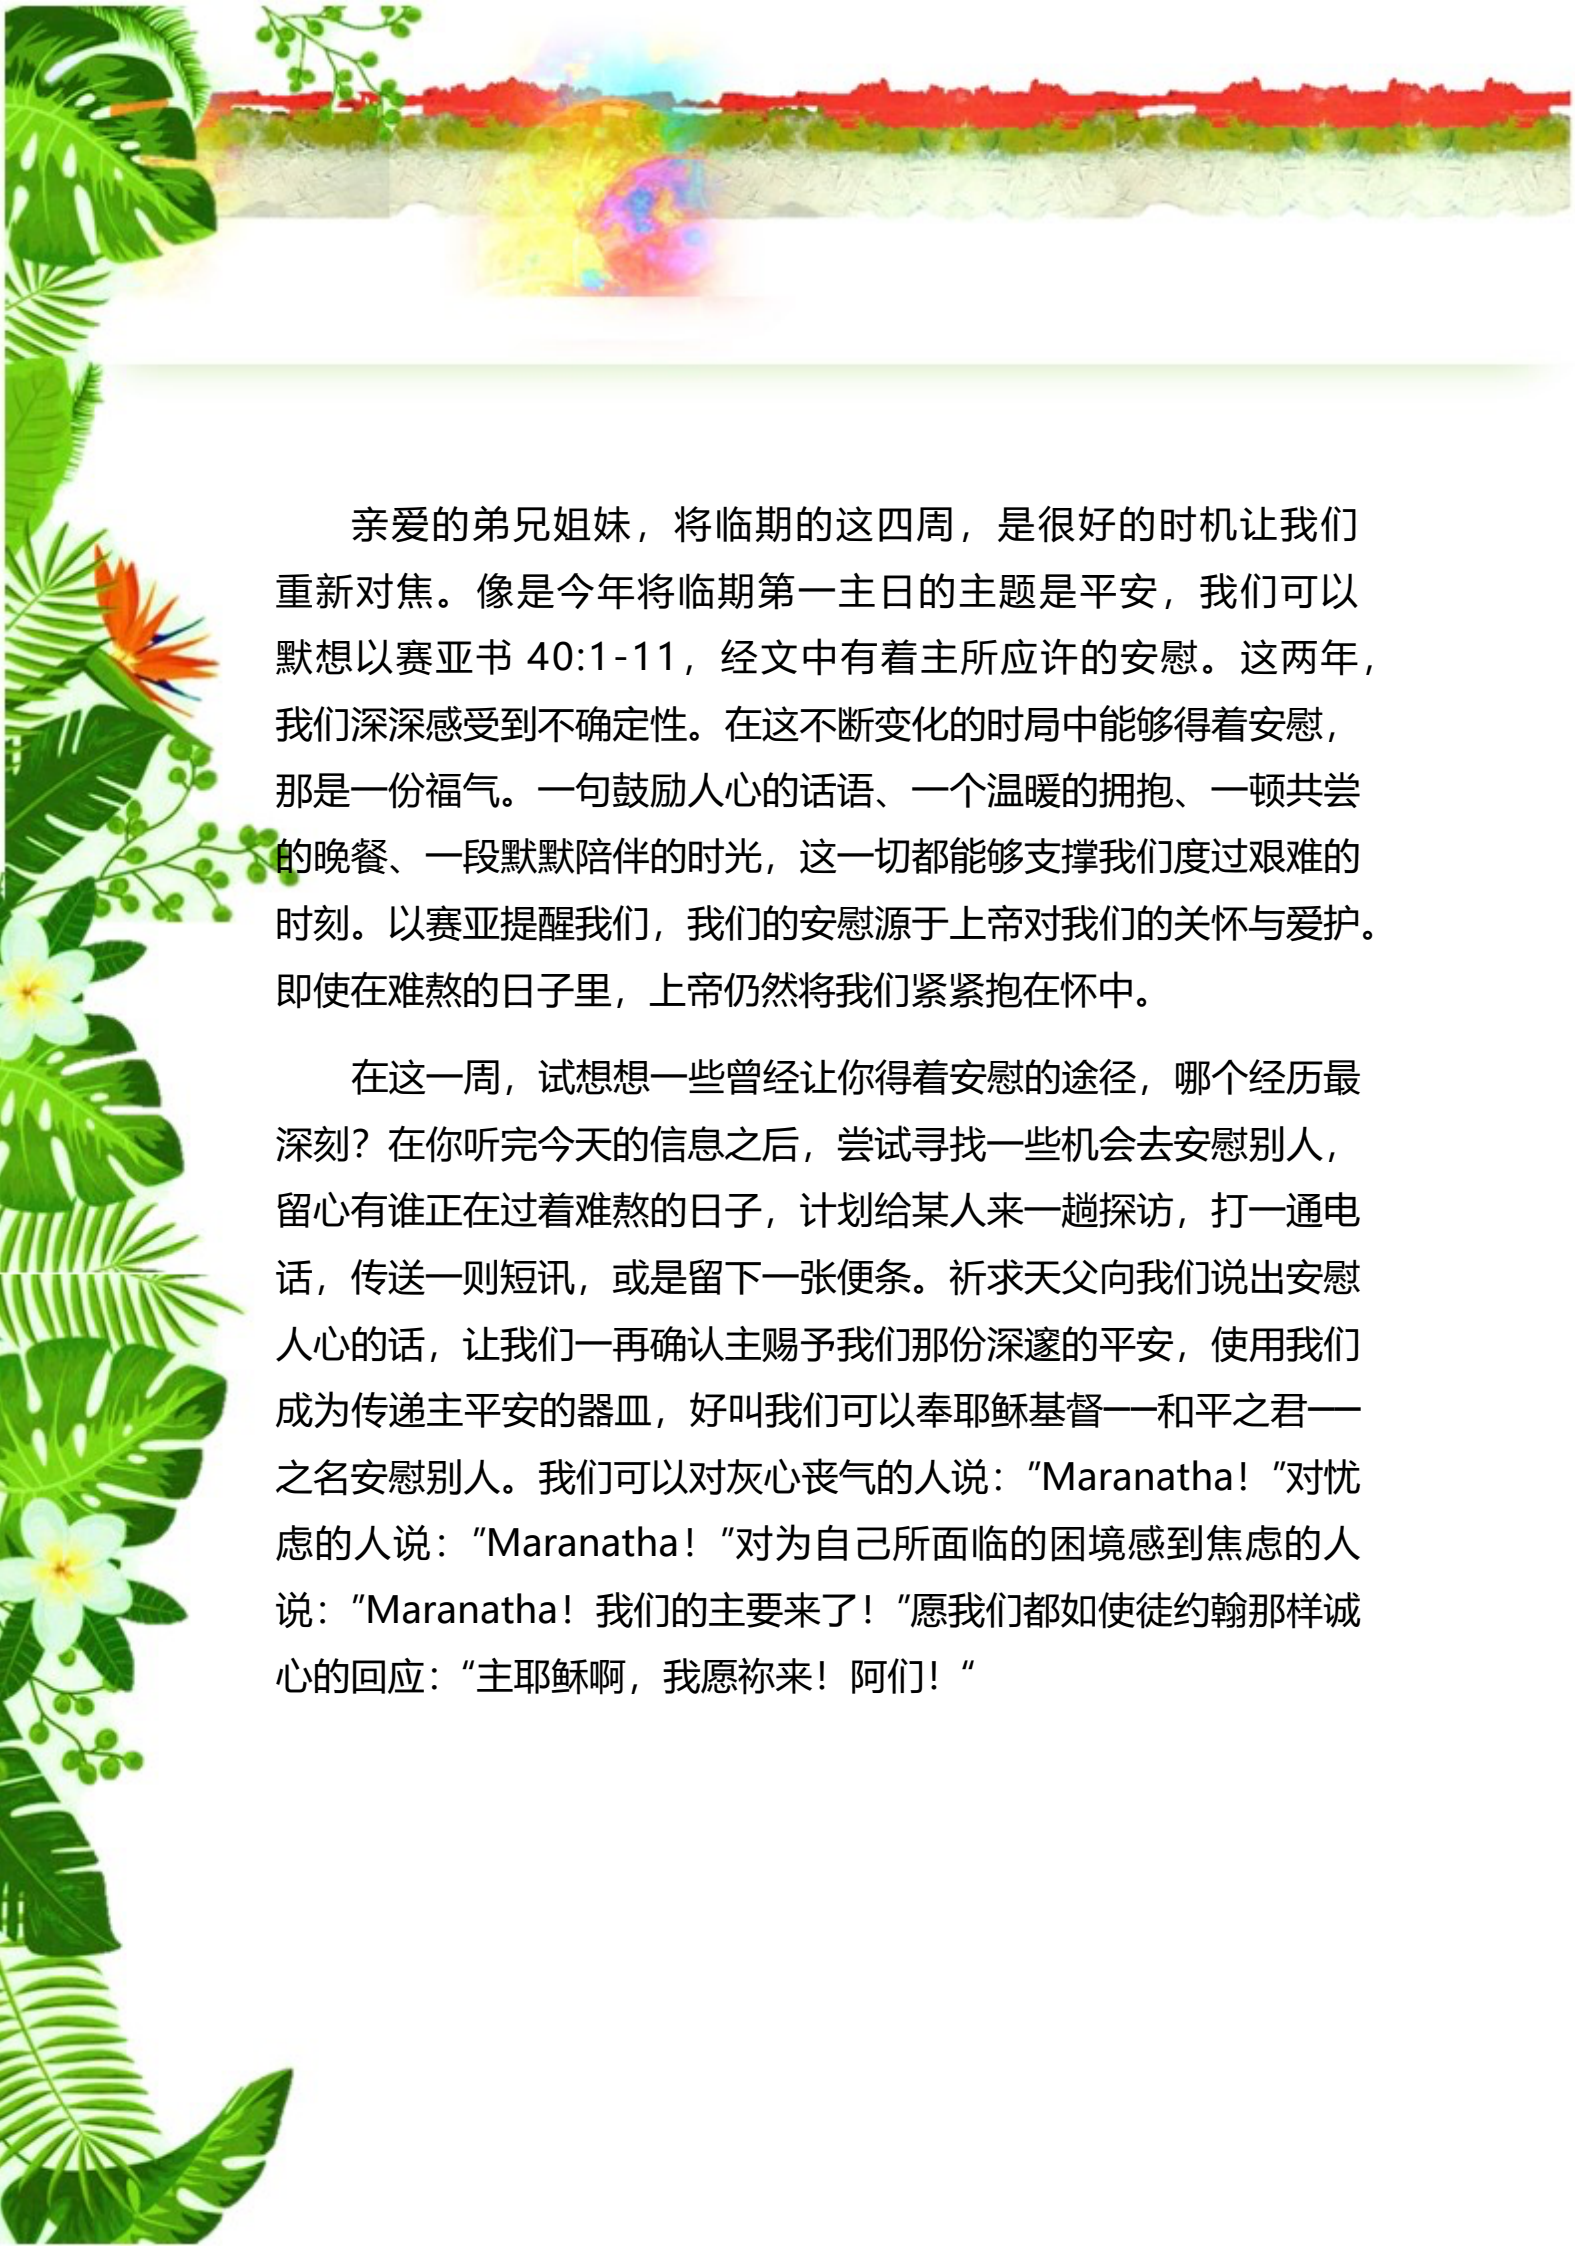 亲爱的弟兄姐妹，将临期的这四周，是很好的时机让我们
重新对焦。像是今年将临期第一主日的主题是平安，我们可以
默想以赛亚书 40:1-11，经文中有着主所应许的安慰。这两年，
我们深深感受到不确定性。在这不断变化的时局中能够得着安慰，
那是一份福气。一句鼓励人心的话语、一个温暖的拥抱、一顿共尝
的晚餐、一段默默陪伴的时光，这一切都能够支撑我们度过艰难的
时刻。以赛亚提醒我们，我们的安慰源于上帝对我们的关怀与爱护。
即使在难熬的日子里，上帝仍然将我们紧紧抱在怀中。
在这一周，试想想一些曾经让你得着安慰的途径，哪个经历最
深刻？在你听完今天的信息之后，尝试寻找一些机会去安慰别人，
留心有谁正在过着难熬的日子，计划给某人来一趟探访，打一通电
话，传送一则短讯，或是留下一张便条。祈求天父向我们说出安慰
人心的话，让我们一再确认主赐予我们那份深邃的平安，使用我们
成为传递主平安的器皿，好叫我们可以奉耶稣基督──和平之君──
之名安慰别人。我们可以对灰心丧气的人说：”Maranatha！”对忧
虑的人说：”Maranatha！”对为自己所面临的困境感到焦虑的人
说：”Maranatha！我们的主要来了！”愿我们都如使徒约翰那样诚
心的回应：“主耶稣啊，我愿祢来！阿们！“